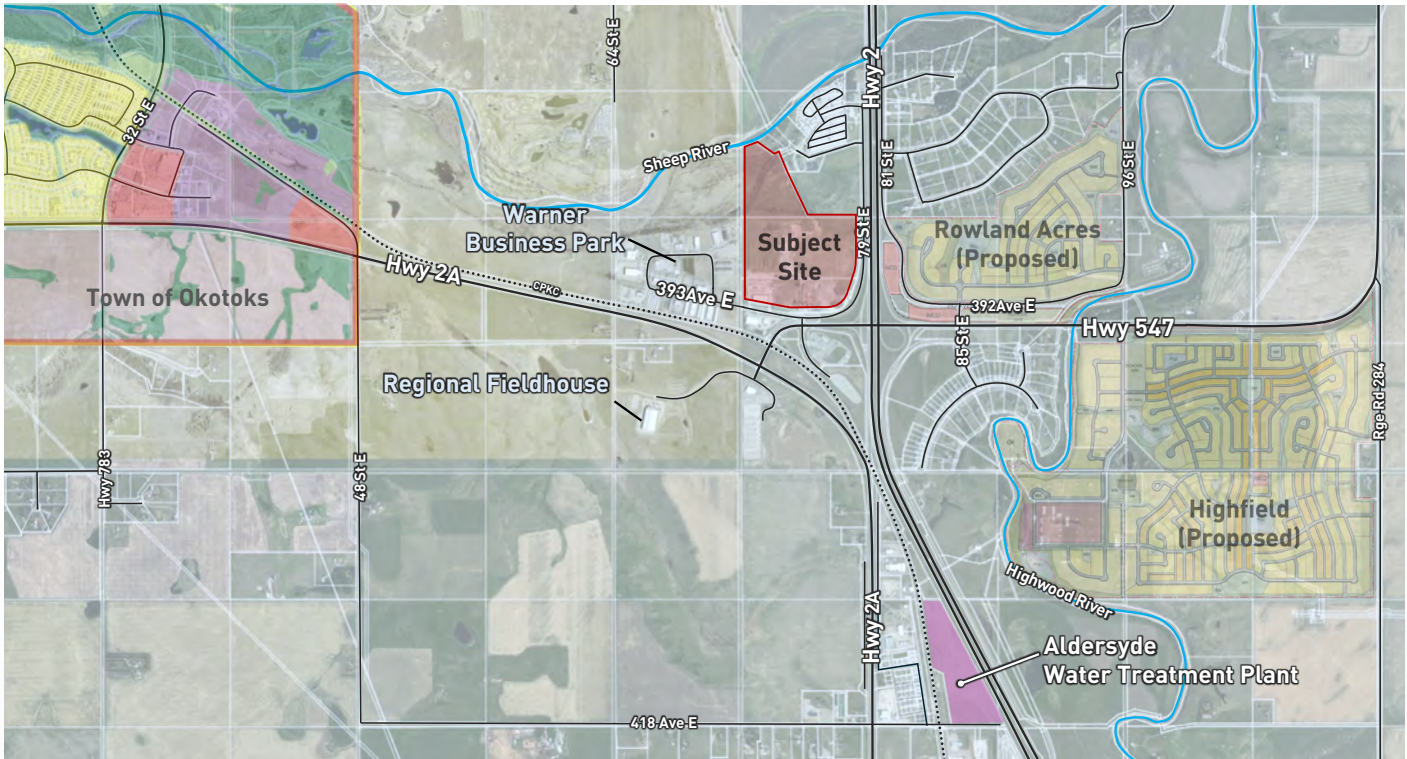 64 St E
Hwy 2
32 St E
Sheep River
81 St E
96 St E
Warner
Business Park
Subject
Site
79 St E
Rowland Acres
(Proposed)
Hwy 2A
CPKC
393Ave E
Town of Okotoks
392Ave E
Hwy 547
85 St E
Regional Fieldhouse
Rge Rd 284
Hwy 783
48 St E
Highfield
(Proposed)
Highwood River
Hwy 2A
Aldersyde
Water Treatment Plant
418 Ave E